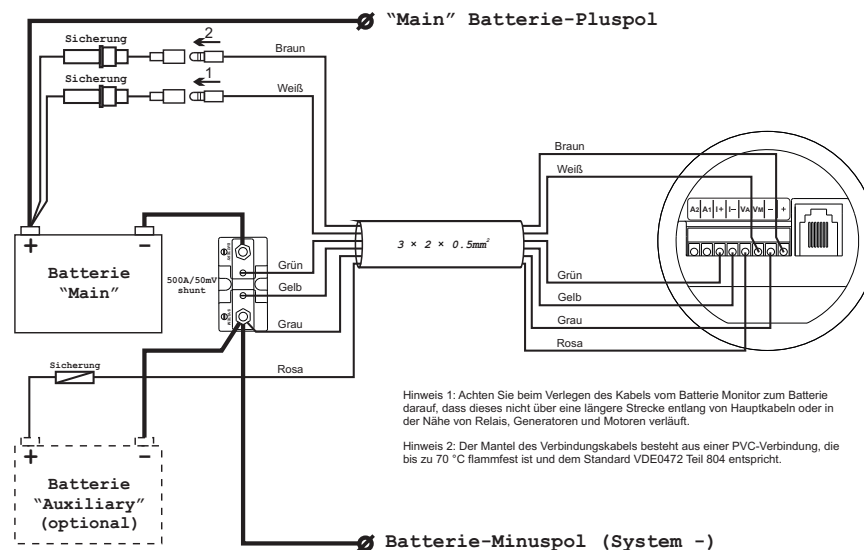 "Main" Batterie-Pluspol
Sicherung
2
Braun
Sicherung
1
Weiß
Braun
Weiß
A2 A1 I+ I− VA VM − +
+ −
Batterie
"Main"
500A/50mV
shunt
3 × 2 × 0.5mm²
Grün
Gelb
Grau
Rosa
Grün
Gelb
Grau
Rosa
Sicherung
+ −
Batterie
"Auxiliary"
(optional)
Hinweis 1: Achten Sie beim Verlegen des Kabels vom Batterie Monitor zum Batterie
darauf, dass dieses nicht über eine längere Strecke entlang von Hauptkabeln oder in
der Nähe von Relais, Generatoren und Motoren verläuft.
Hinweis 2: Der Mantel des Verbindungskabels besteht aus einer PVC-Verbindung, die
bis zu 70 °C flammfest ist und dem Standard VDE0472 Teil 804 entspricht.
Batterie-Minuspol (System -)